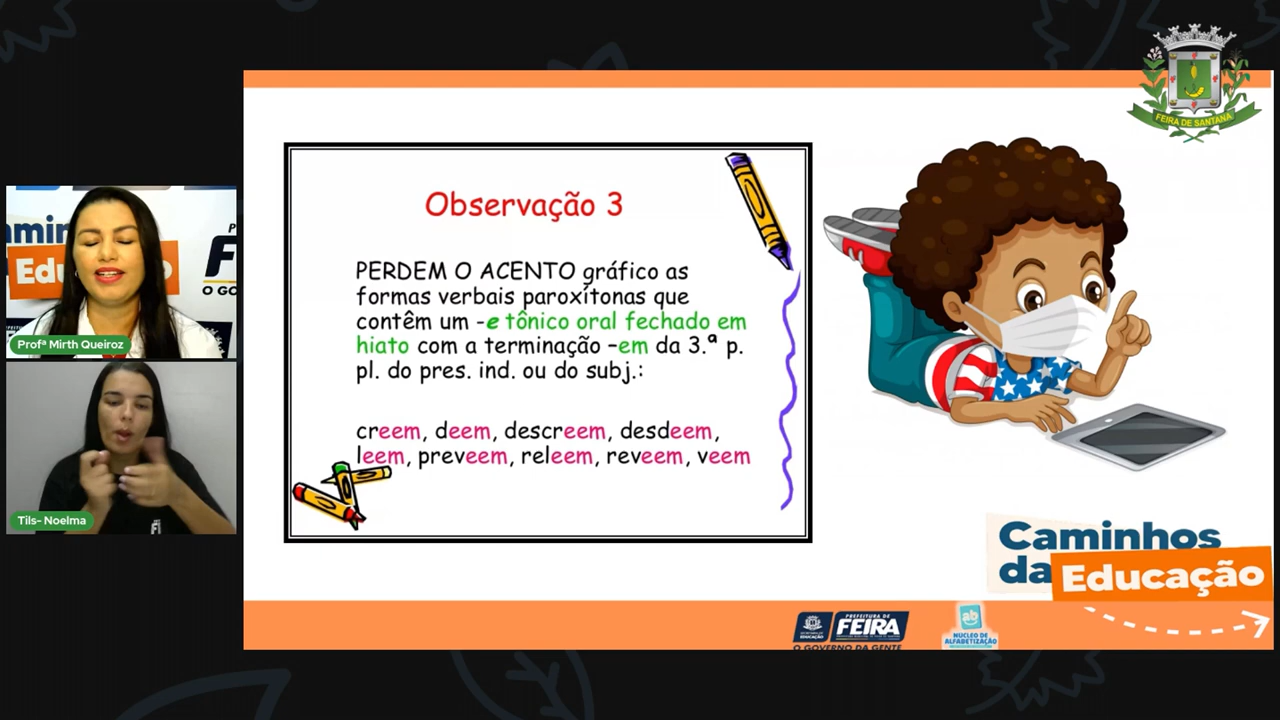 FEIRA DE SANTANA
Observação 3
PERDEM O ACENTO gráfico as
formas verbais paroxítonas que
contêm um -e tônico oral fechado em
hiato com a terminação –em da 3.ª p.
pl. do pres. ind. ou do subj.:
creem, deem, descreem, desdeem,
leem, preveem, releem, reveem, veem
Profª Mirth Queiroz
Tils- Noelma
Caminhos
da Educação
PREFEITURA DE
FEIRA
O GOVERNO DA GENTE
ab
NÚCLEO DE
ALFABETIZAÇÃO